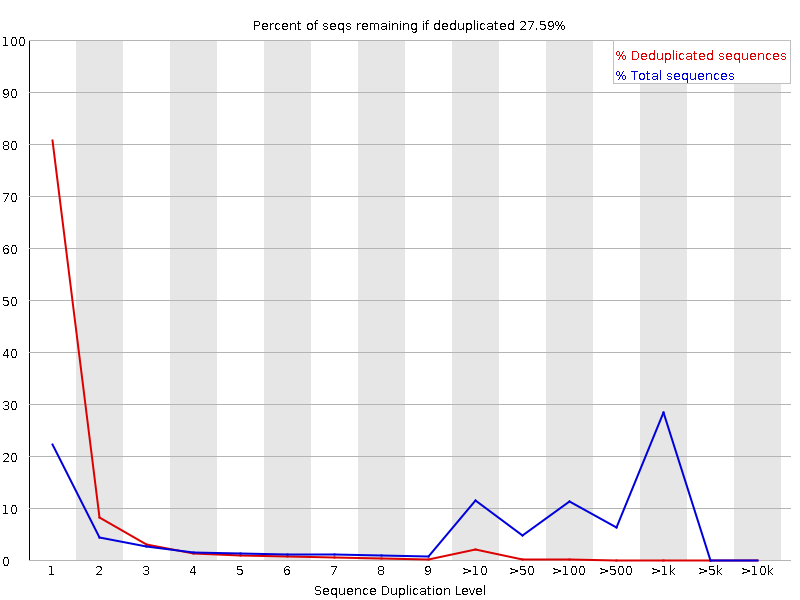 Percent of seqs remaining if deduplicated 27.59%
% Deduplicated sequences
% Total sequences
100
90
80
70
60
50
40
30
20
10
0
1 2 3 4 5 6 7 8 9 >10 >50 >100 >500 >1k >5k >10k
Sequence Duplication Level